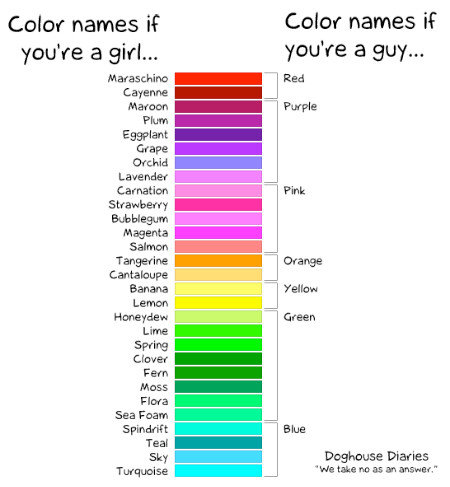 Color names if
you're a girl...
Color names if
you're a guy...
Maraschino
Red
Cayenne
Maroon
Purple
Plum
Eggplant
Grape
Orchid
Lavender
Carnation
Pink
Strawberry
Bubblegum
Magenta
Salmon
Tangerine
Orange
Cantaloupe
Banana
Yellow
Lemon
Honeydew
Green
Lime
Spring
Clover
Fern
Moss
Flora
Sea Foam
Spindrift
Blue
Teal
Sky
Turquoise
Doghouse Diaries
"We take no as an answer."